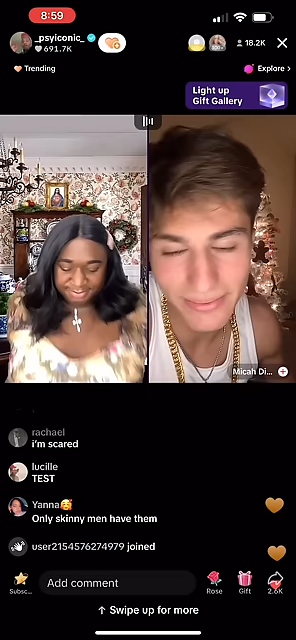 8:59
_psyiconic_
691.7K
18.2K
Trending
Explore >
Light up
Gift Gallery
Micah Di...
rachael
i'm scared
lucille
TEST
Yanna🥰
Only skinny men have them
user2154576274979 joined
Add comment
Subsc...
Rose
Gift
2.6K
Swipe up for more